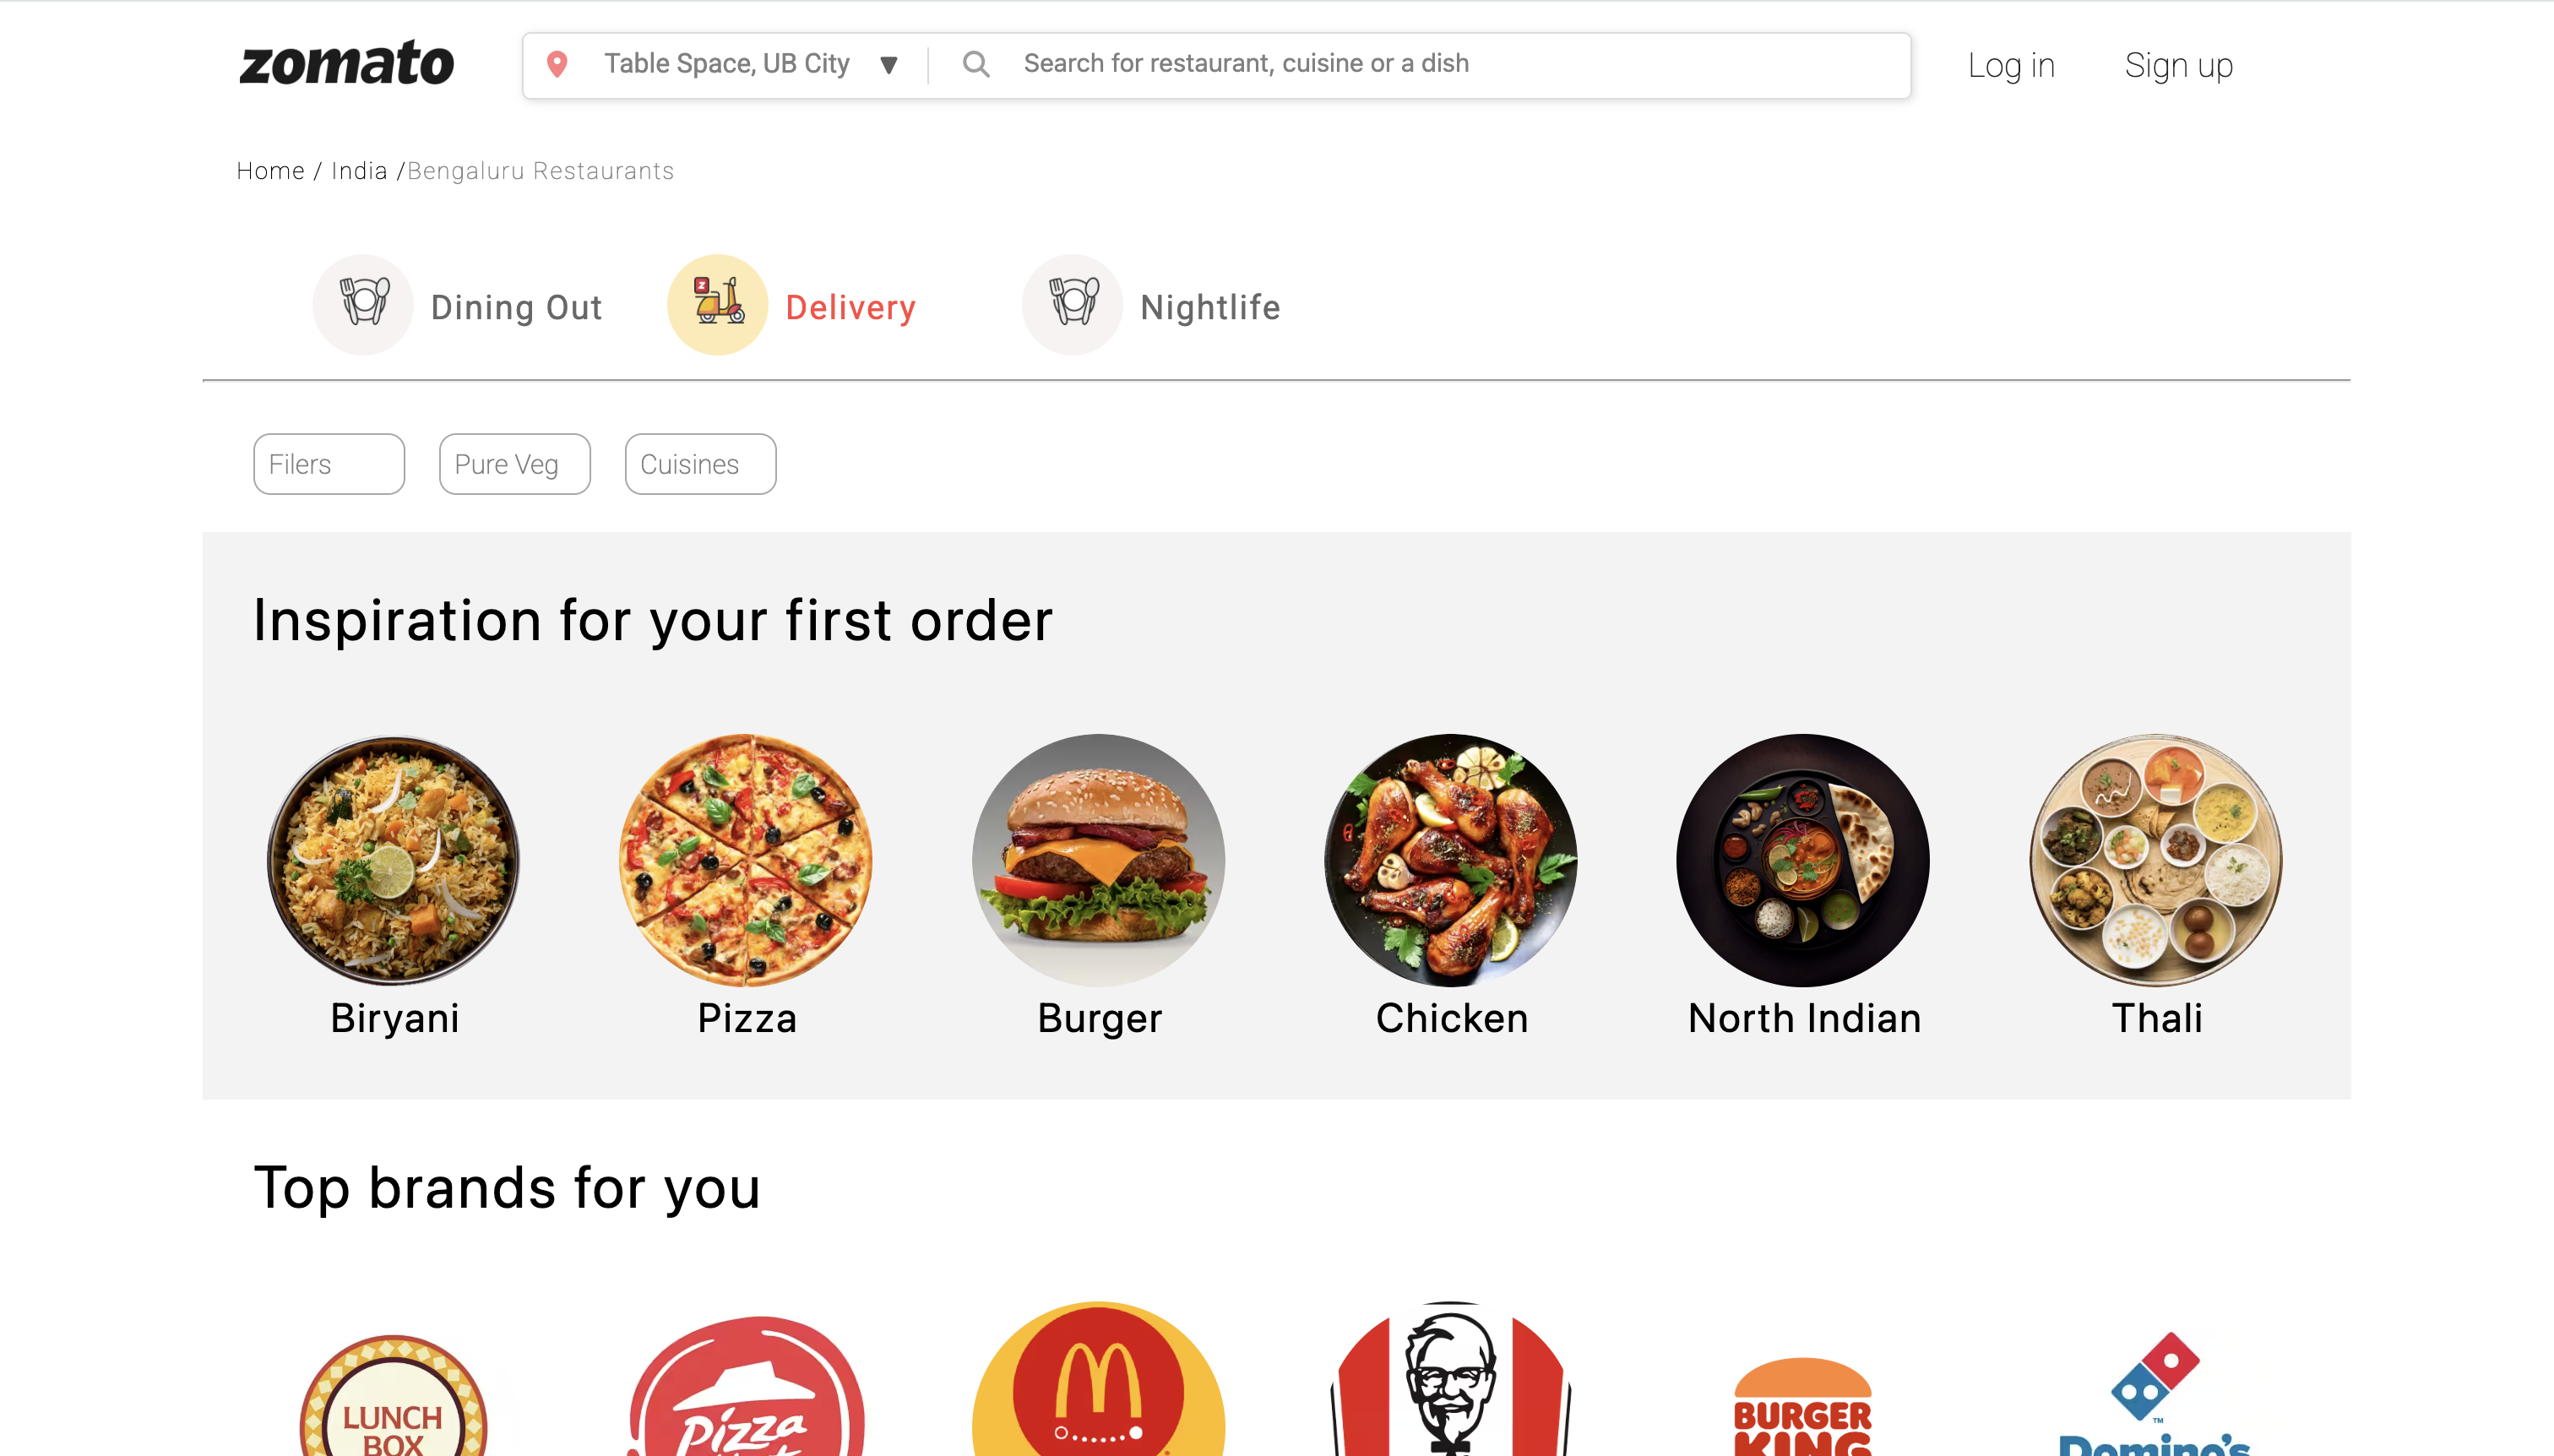 zomato
Table Space, UB City ▼
Search for restaurant, cuisine or a dish
Log in
Sign up
Home / India /Bengaluru Restaurants
Dining Out
Delivery
Nightlife
Filers
Pure Veg
Cuisines
Inspiration for your first order
Biryani
Pizza
Burger
Chicken
North Indian
Thali
Top brands for you
LUNCH
BOX
Pizza
M
BURGER
KING
TM
Domino's